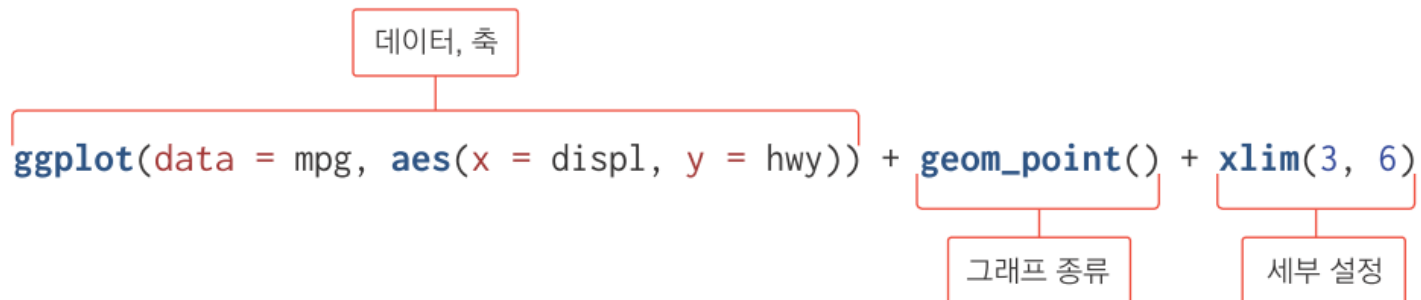 데이터, 축
ggplot(data = mpg, aes(x = displ, y = hwy)) + geom_point() + xlim(3, 6)
그래프 종류
세부 설정